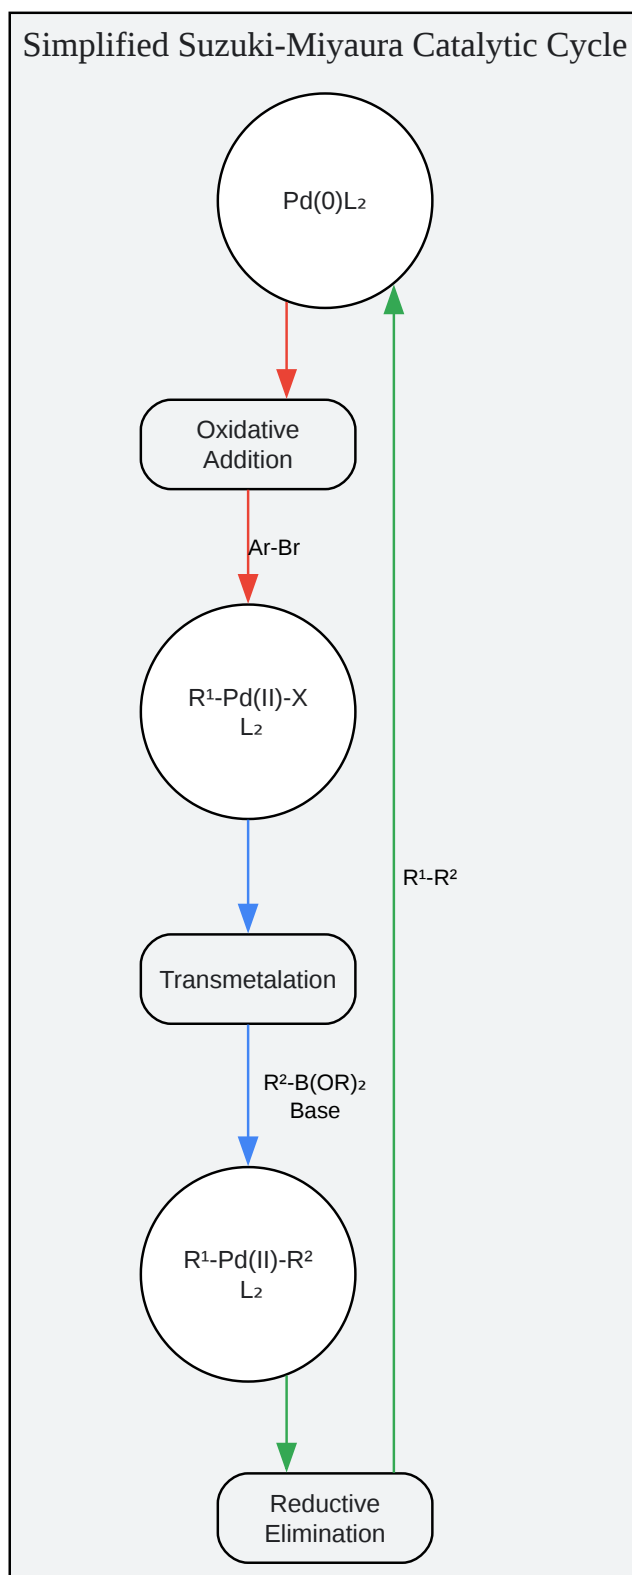 Simplified Suzuki-Miyaura Catalytic Cycle
Pd(0)L₂
Oxidative
Addition
Ar-Br
R¹-Pd(II)-X
L₂
R¹-R²
Transmetalation
R²-B(OR)₂
Base
R¹-Pd(II)-R²
L₂
Reductive
Elimination